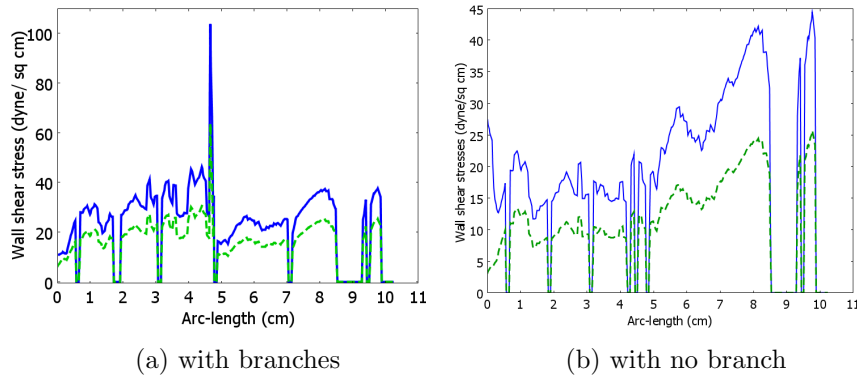 100
80
60
40
20
0
0 1 2 3 4 5 6 7 8 9 10 11
Wall shear stress (dyne/ sq cm)
Arc-length (cm)
(a) with branches
45
40
35
30
25
20
15
10
5
0
0 1 2 3 4 5 6 7 8 9 10 11
Wall shear stresses (dyne/sq cm)
Arc-length (cm)
(b) with no branch